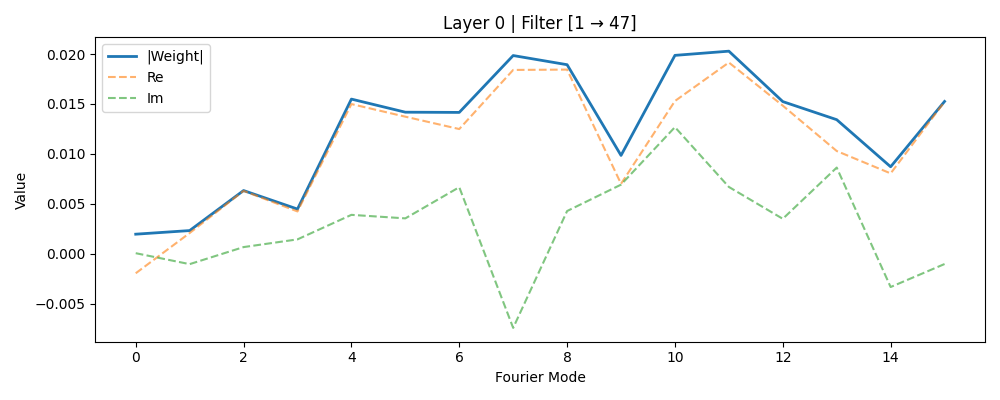 Layer 0 | Filter [1 → 47]
|Weight|
Re
Im
Value
0.020
0.015
0.010
0.005
0.000
−0.005
0 2 4 6 8 10 12 14
Fourier Mode